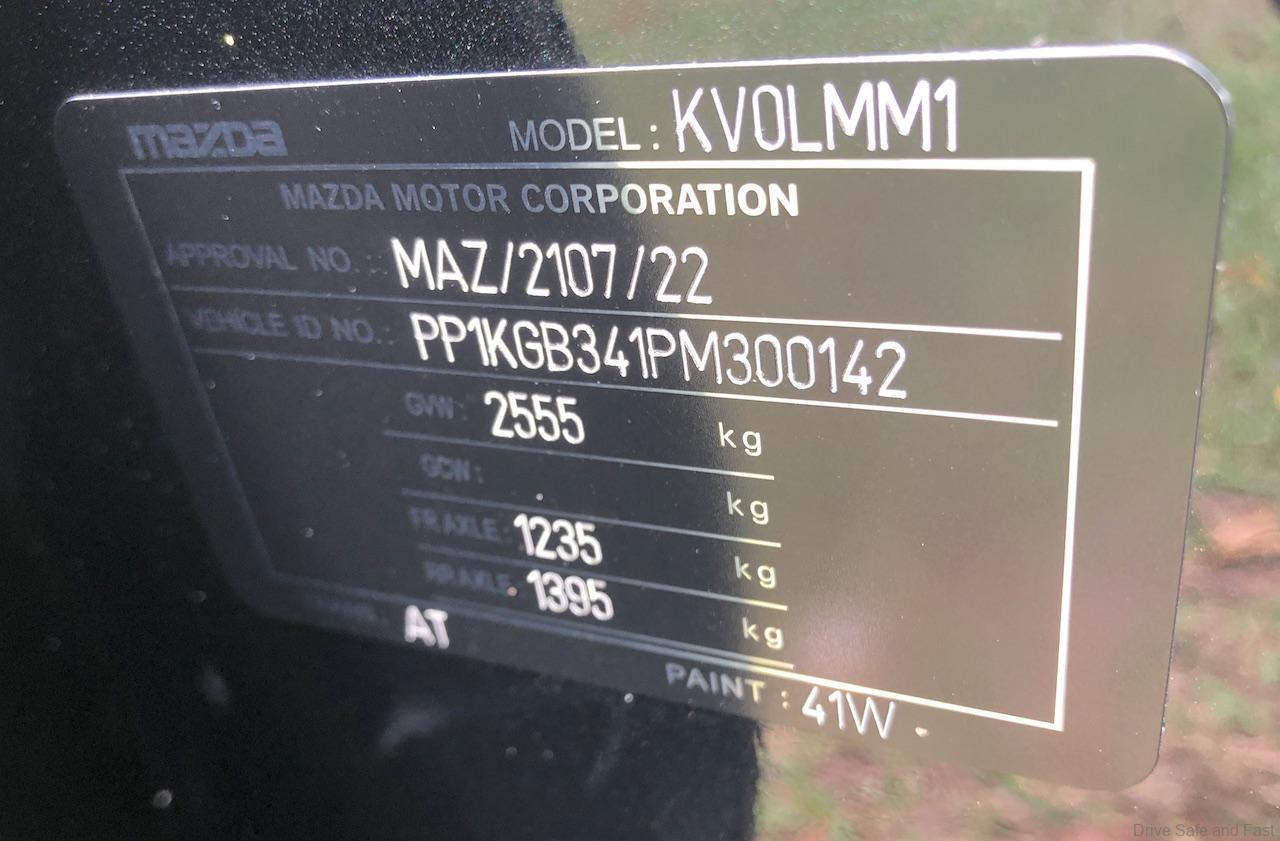 mazda MODEL : KV0LMM1
MAZDA MOTOR CORPORATION
APPROVAL NO. : MAZ/2107/22
VEHICLE ID NO. : PP1KGB341PM300142
GVW : 2555 kg
GCW : kg
FR AXLE : 1235 kg
RR AXLE : 1395 kg
AT
PAINT : 41W
Drive Safe and Fast